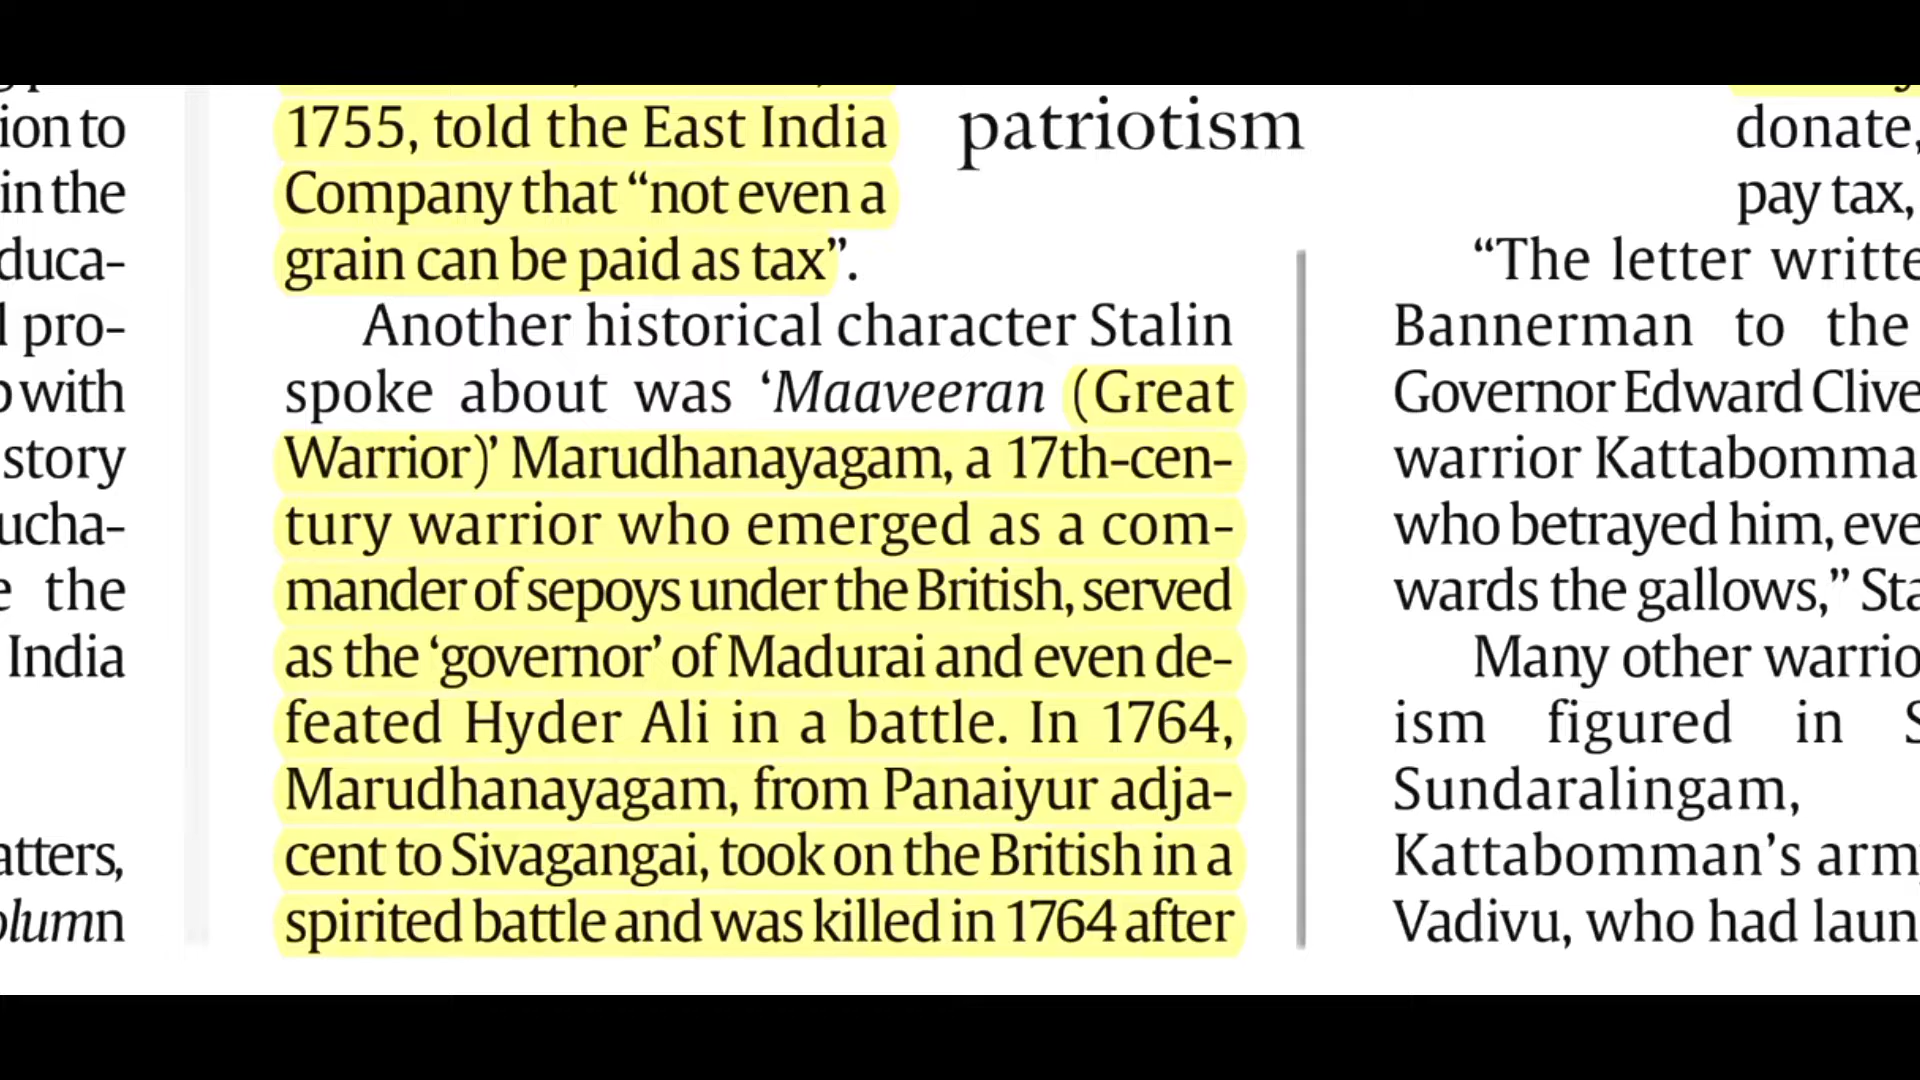 ion to
in the
duca-
pro-
with
story
ucha-
the
India
atters,
olumn
1755, told the East India
Company that “not even a
grain can be paid as tax”.
Another historical character Stalin
spoke about was ‘Maaveeran (Great
Warrior)’ Marudhanayagam, a 17th-cen-
tury warrior who emerged as a com-
mander of sepoys under the British, served
as the ‘governor’ of Madurai and even de-
feated Hyder Ali in a battle. In 1764,
Marudhanayagam, from Panaiyur adja-
cent to Sivagangai, took on the British in a
spirited battle and was killed in 1764 after
patriotism
donate,
pay tax,
“The letter writte
Bannerman to the
Governor Edward Clive
warrior Kattabomma
who betrayed him, eve
wards the gallows,” Sta
Many other warrio
ism figured in S
Sundaralingam,
Kattabomman’s arm
Vadivu, who had laun